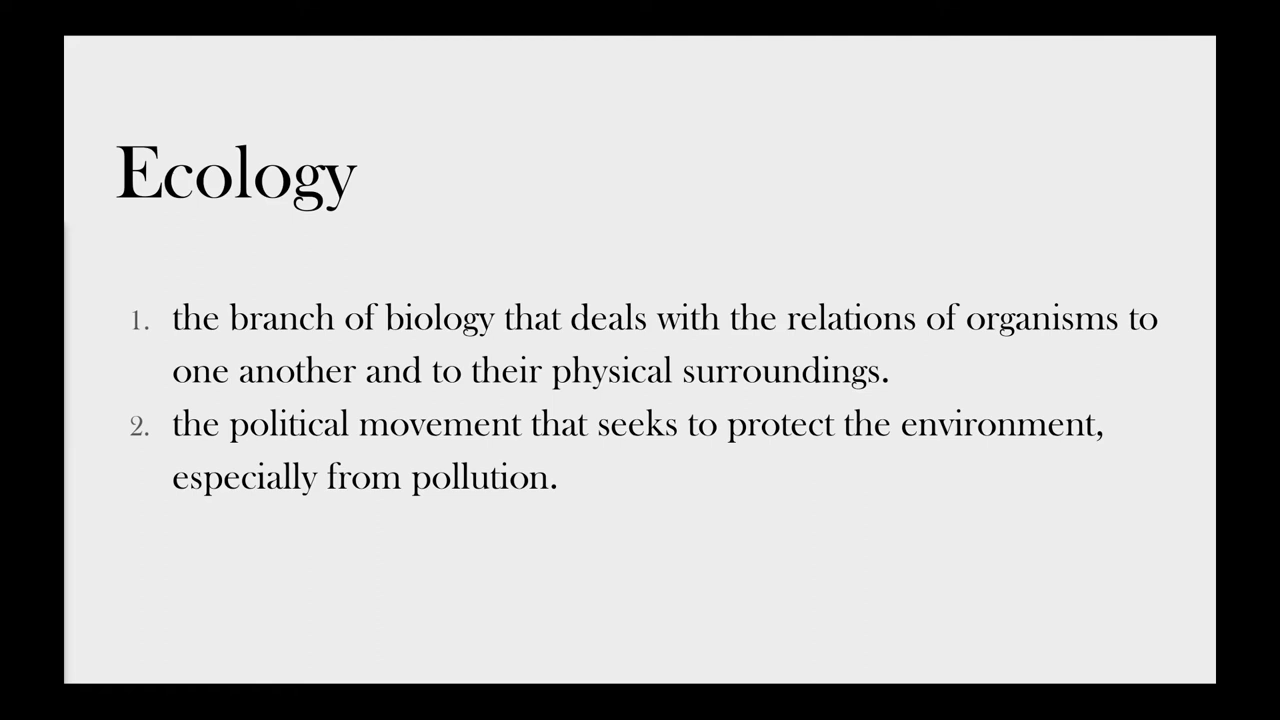 Ecology
1. the branch of biology that deals with the relations of organisms to
one another and to their physical surroundings.
2. the political movement that seeks to protect the environment,
especially from pollution.